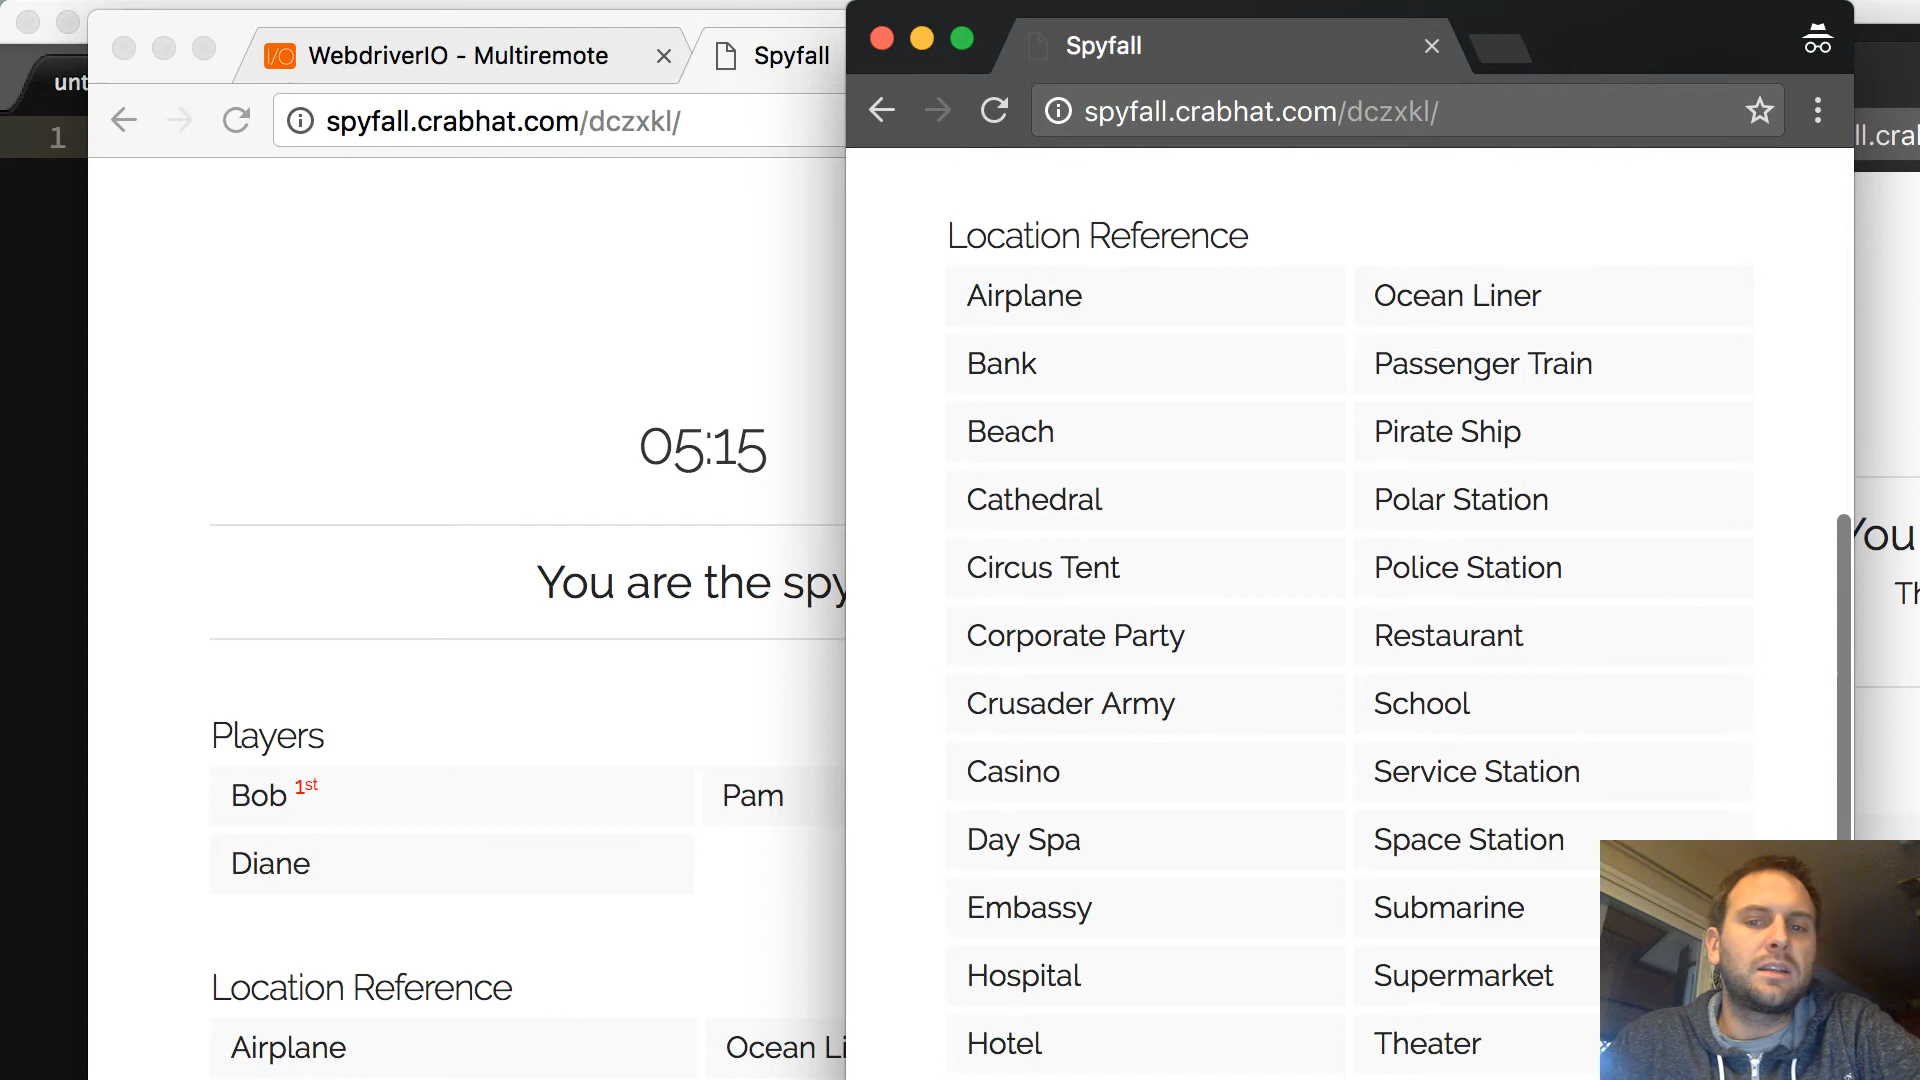 unt
1
WebdriverIO - Multiremote
Spyfall
spyfall.crabhat.com/dczxkl/
05:15
You are the spy
Players
Bob 1st
Pam
Diane
Location Reference
Airplane
Ocean Li
Spyfall
spyfall.crabhat.com/dczxkl/
Location Reference
Airplane Ocean Liner
Bank Passenger Train
Beach Pirate Ship
Cathedral Polar Station
Circus Tent Police Station
Corporate Party Restaurant
Crusader Army School
Casino Service Station
Day Spa Space Station
Embassy Submarine
Hospital Supermarket
Hotel Theater
ll.cral
You
Th